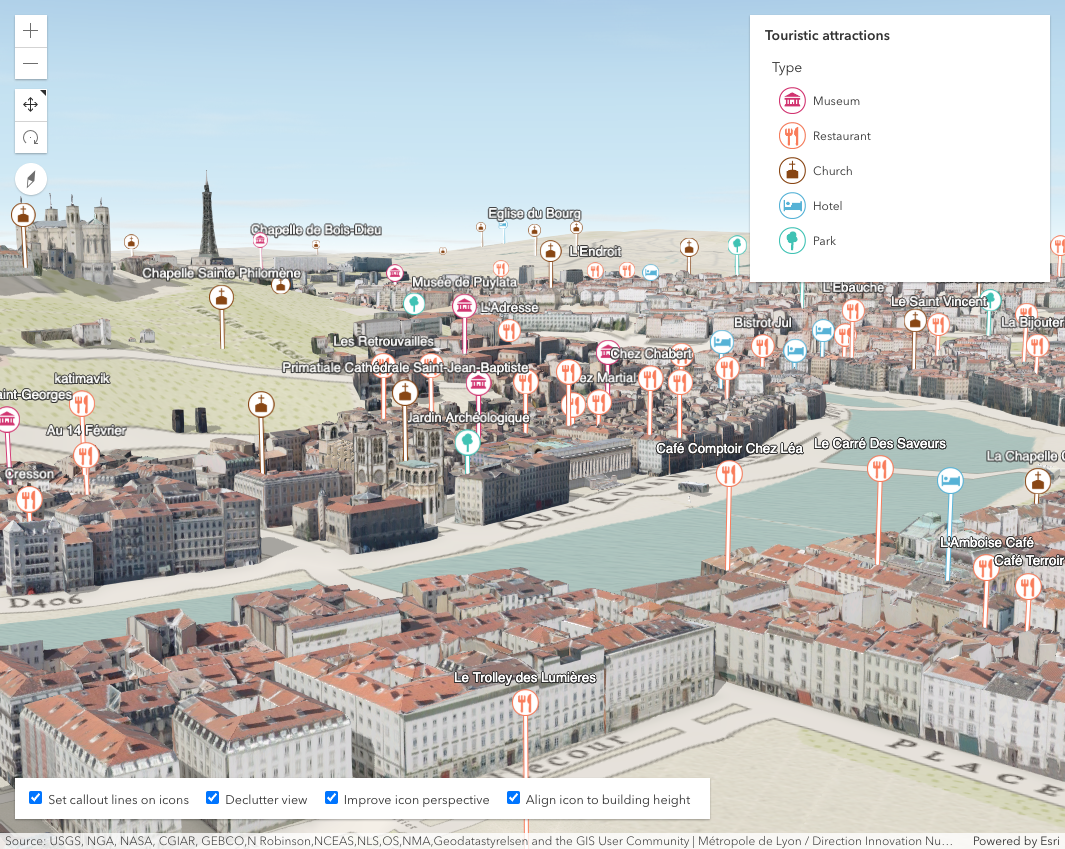 Touristic attractions
Type
Museum
Restaurant
Church
Hotel
Park
Eglise du Bourg
Chapelle de Bois-Dieu
L'Endroit
Chapelle Sainte Philomène
Musée de Puylata
L'Ebauche
Le Saint Vincent
L'Adresse
Bistrot Jul
La Bijouter
Les Retrouvailles
Chez Chabert
Primatiale Cathédrale Saint-Jean-Baptiste
ez Martial
katimavik
aint-Georges
Jardin Archéologique
Au 14 Février
Café Comptoir Chez Léa
Le Carré Des Saveurs
La Chapelle
Cresson
QUAI Ro
L'Amboise Café
Café Terroir
D406
Le Trolley des Lumières
lecour
PLACE
Set callout lines on icons
Declutter view
Improve icon perspective
Align icon to building height
Source: USGS, NGA, NASA, CGIAR, GEBCO,N Robinson,NCEAS,NLS,OS,NMA,Geodatastyrelsen and the GIS User Community | Métropole de Lyon / Direction Innovation Nu…
Powered by Esri